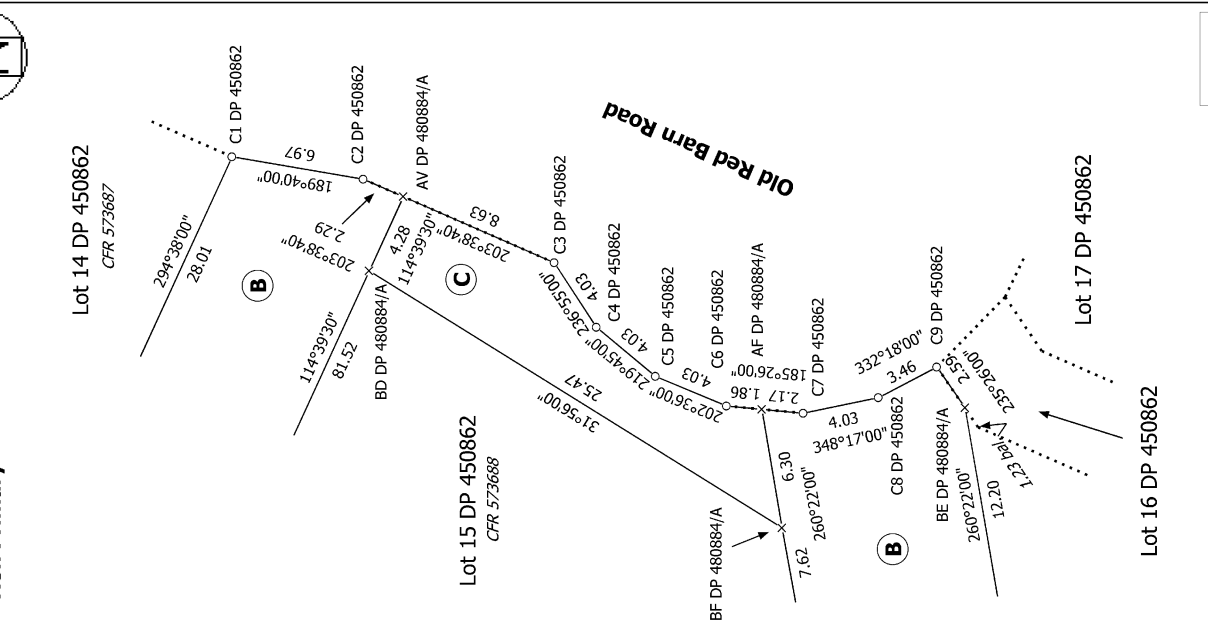 C1 DP 450862
Lot 14 DP 450862
CFR 573687
6.97
189°40'00"
C2 DP 450862
AV DP 480884/A
Old Red Barn Road
294°38'00"
28.01
2.29
203°38'40"
B
4.28
114°39'30"
8.63
203°38'40"
C
C3 DP 450862
114°39'30"
81.52
BD DP 480884/A
4.03
236°55'00"
C4 DP 450862
4.03
219°45'00"
C5 DP 450862
4.03
202°36'00"
C6 DP 450862
AF DP 480884/A
1.86
185°26'00"
2.17
C7 DP 450862
25.47
31°56'00"
Lot 15 DP 450862
CFR 573688
4.03
348°17'00"
C8 DP 450862
332°18'00"
3.46
C9 DP 450862
2.59
235°26'00"
Lot 17 DP 450862
6.30
260°22'00"
BF DP 480884/A
7.62
B
BE DP 480884/A
1.23 bal
260°22'00"
12.20
Lot 16 DP 450862